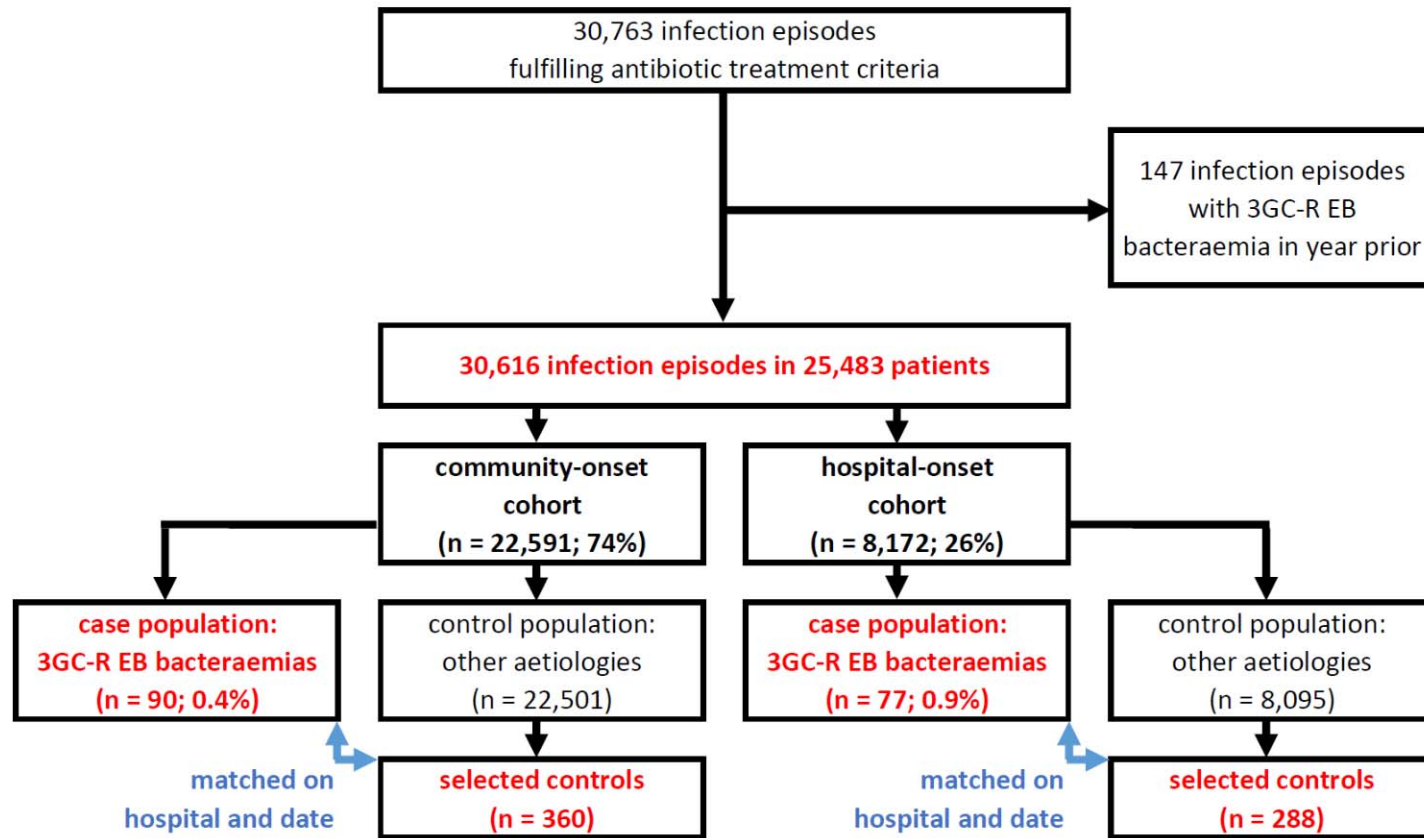 30,763 infection episodes
fulfilling antibiotic treatment criteria
147 infection episodes
with 3GC-R EB
bacteraemia in year prior
30,616 infection episodes in 25,483 patients
community-onset
cohort
(n = 22,591; 74%)
hospital-onset
cohort
(n = 8,172; 26%)
case population:
3GC-R EB bacteraemias
(n = 90; 0.4%)
control population:
other aetiologies
(n = 22,501)
case population:
3GC-R EB bacteraemias
(n = 77; 0.9%)
control population:
other aetiologies
(n = 8,095)
matched on
hospital and date
selected controls
(n = 360)
matched on
hospital and date
selected controls
(n = 288)